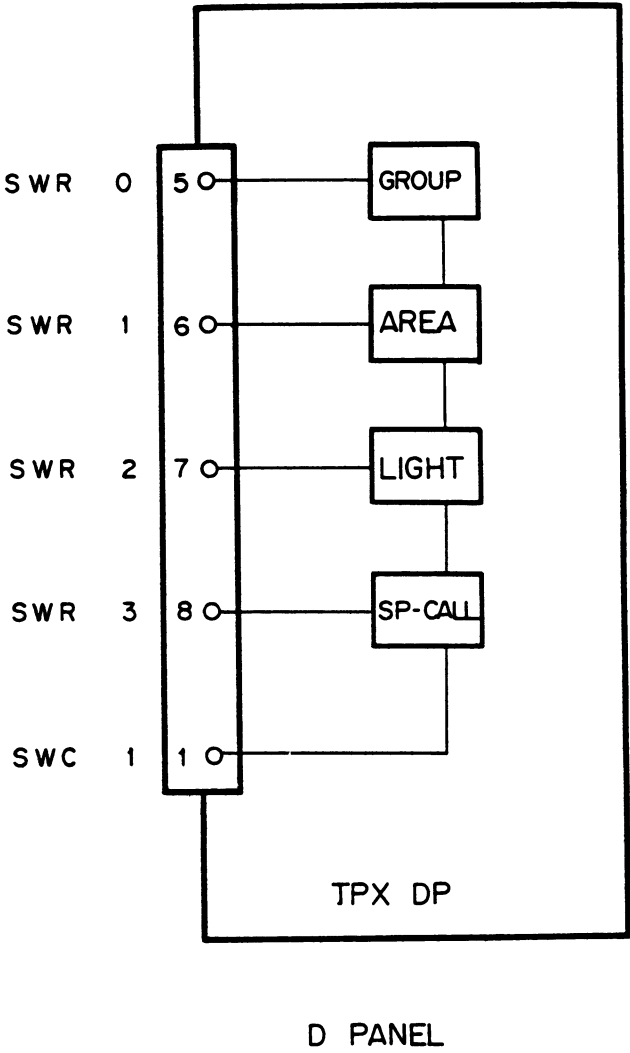 SWR 0 5 GROUP
SWR 1 6 AREA
SWR 2 7 LIGHT
SWR 3 8 SP-CALL
SWC 1 1
TPX DP
D PANEL